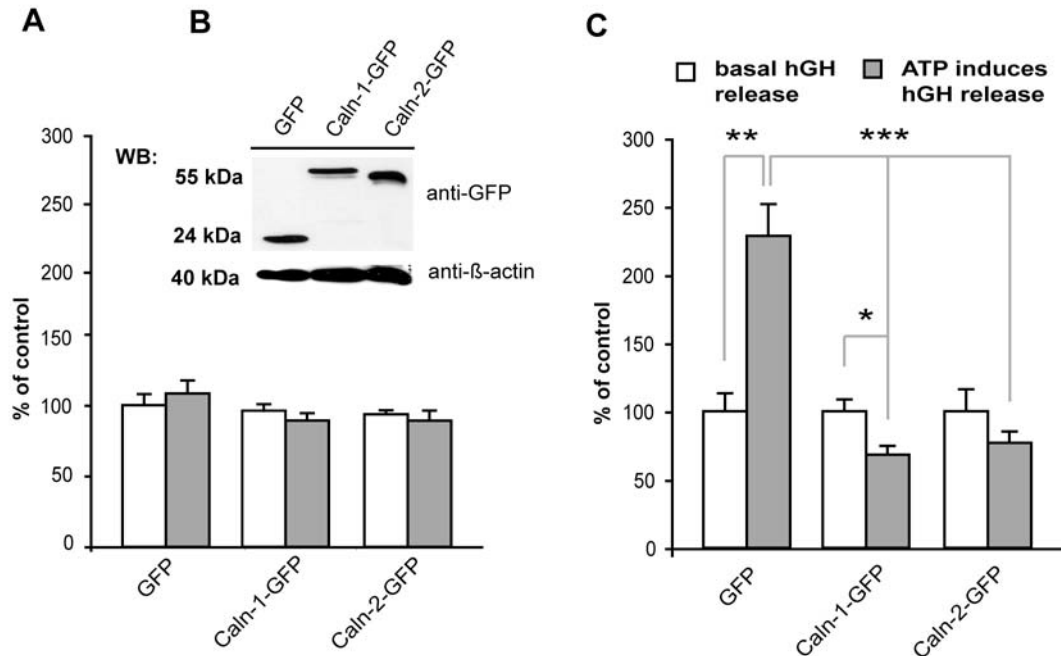 A
B
GFP
Caln-1-GFP
Caln-2-GFP
WB:
55 kDa
24 kDa
40 kDa
anti-GFP
anti-ß-actin
% of control
300
250
200
150
100
50
0
GFP
Caln-1-GFP
Caln-2-GFP
C
basal hGH
release
ATP induces
hGH release
**
***
*
% of control
300
250
200
150
100
50
0
GFP
Caln-1-GFP
Caln-2-GFP